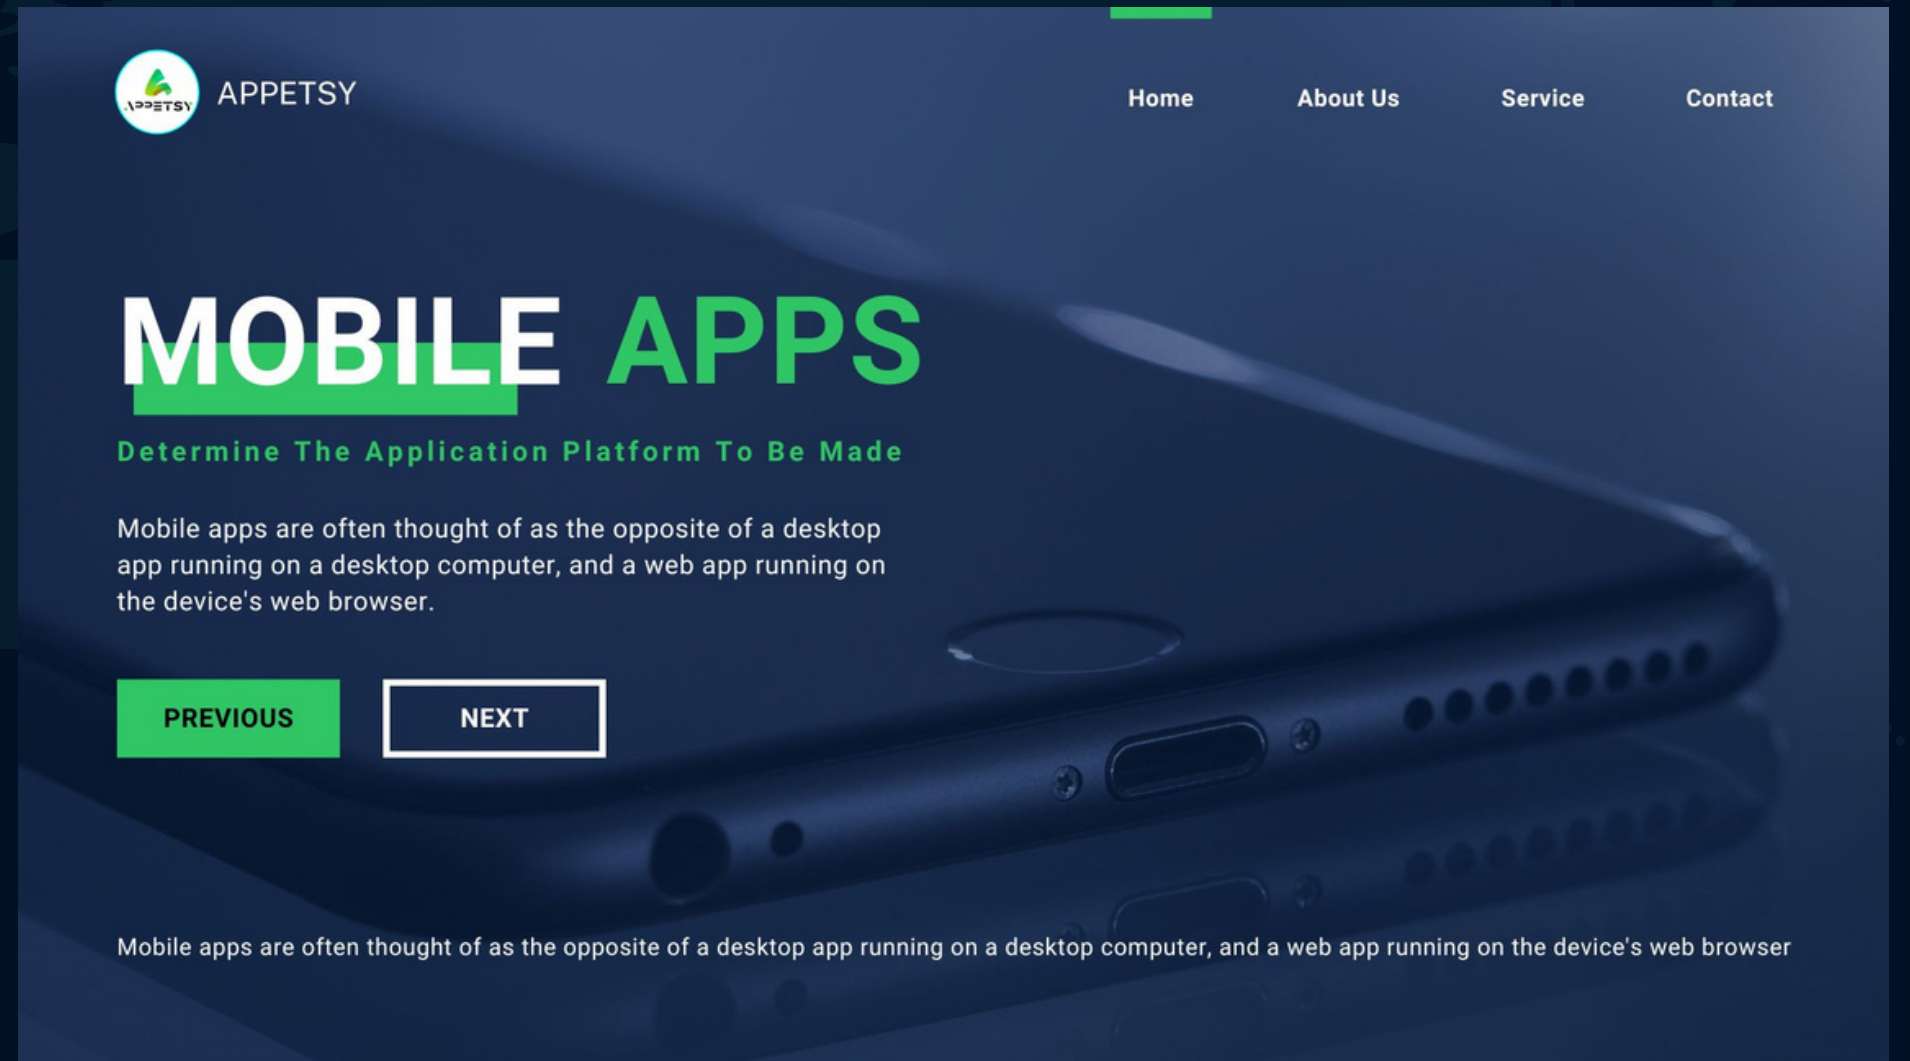 APPETSY
APPETSY
Home
About Us
Service
Contact
MOBILE APPS
Determine The Application Platform To Be Made
Mobile apps are often thought of as the opposite of a desktop
app running on a desktop computer, and a web app running on
the device's web browser.
PREVIOUS
NEXT
Mobile apps are often thought of as the opposite of a desktop app running on a desktop computer, and a web app running on the device's web browser